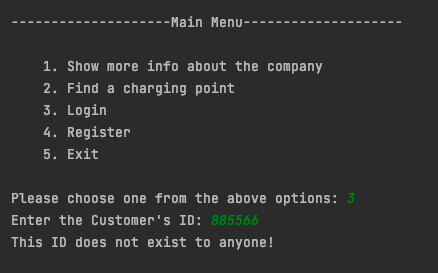 --------------------Main Menu--------------------
1. Show more info about the company
2. Find a charging point
3. Login
4. Register
5. Exit
Please choose one from the above options: 3
Enter the Customer's ID: 885566
This ID does not exist to anyone!